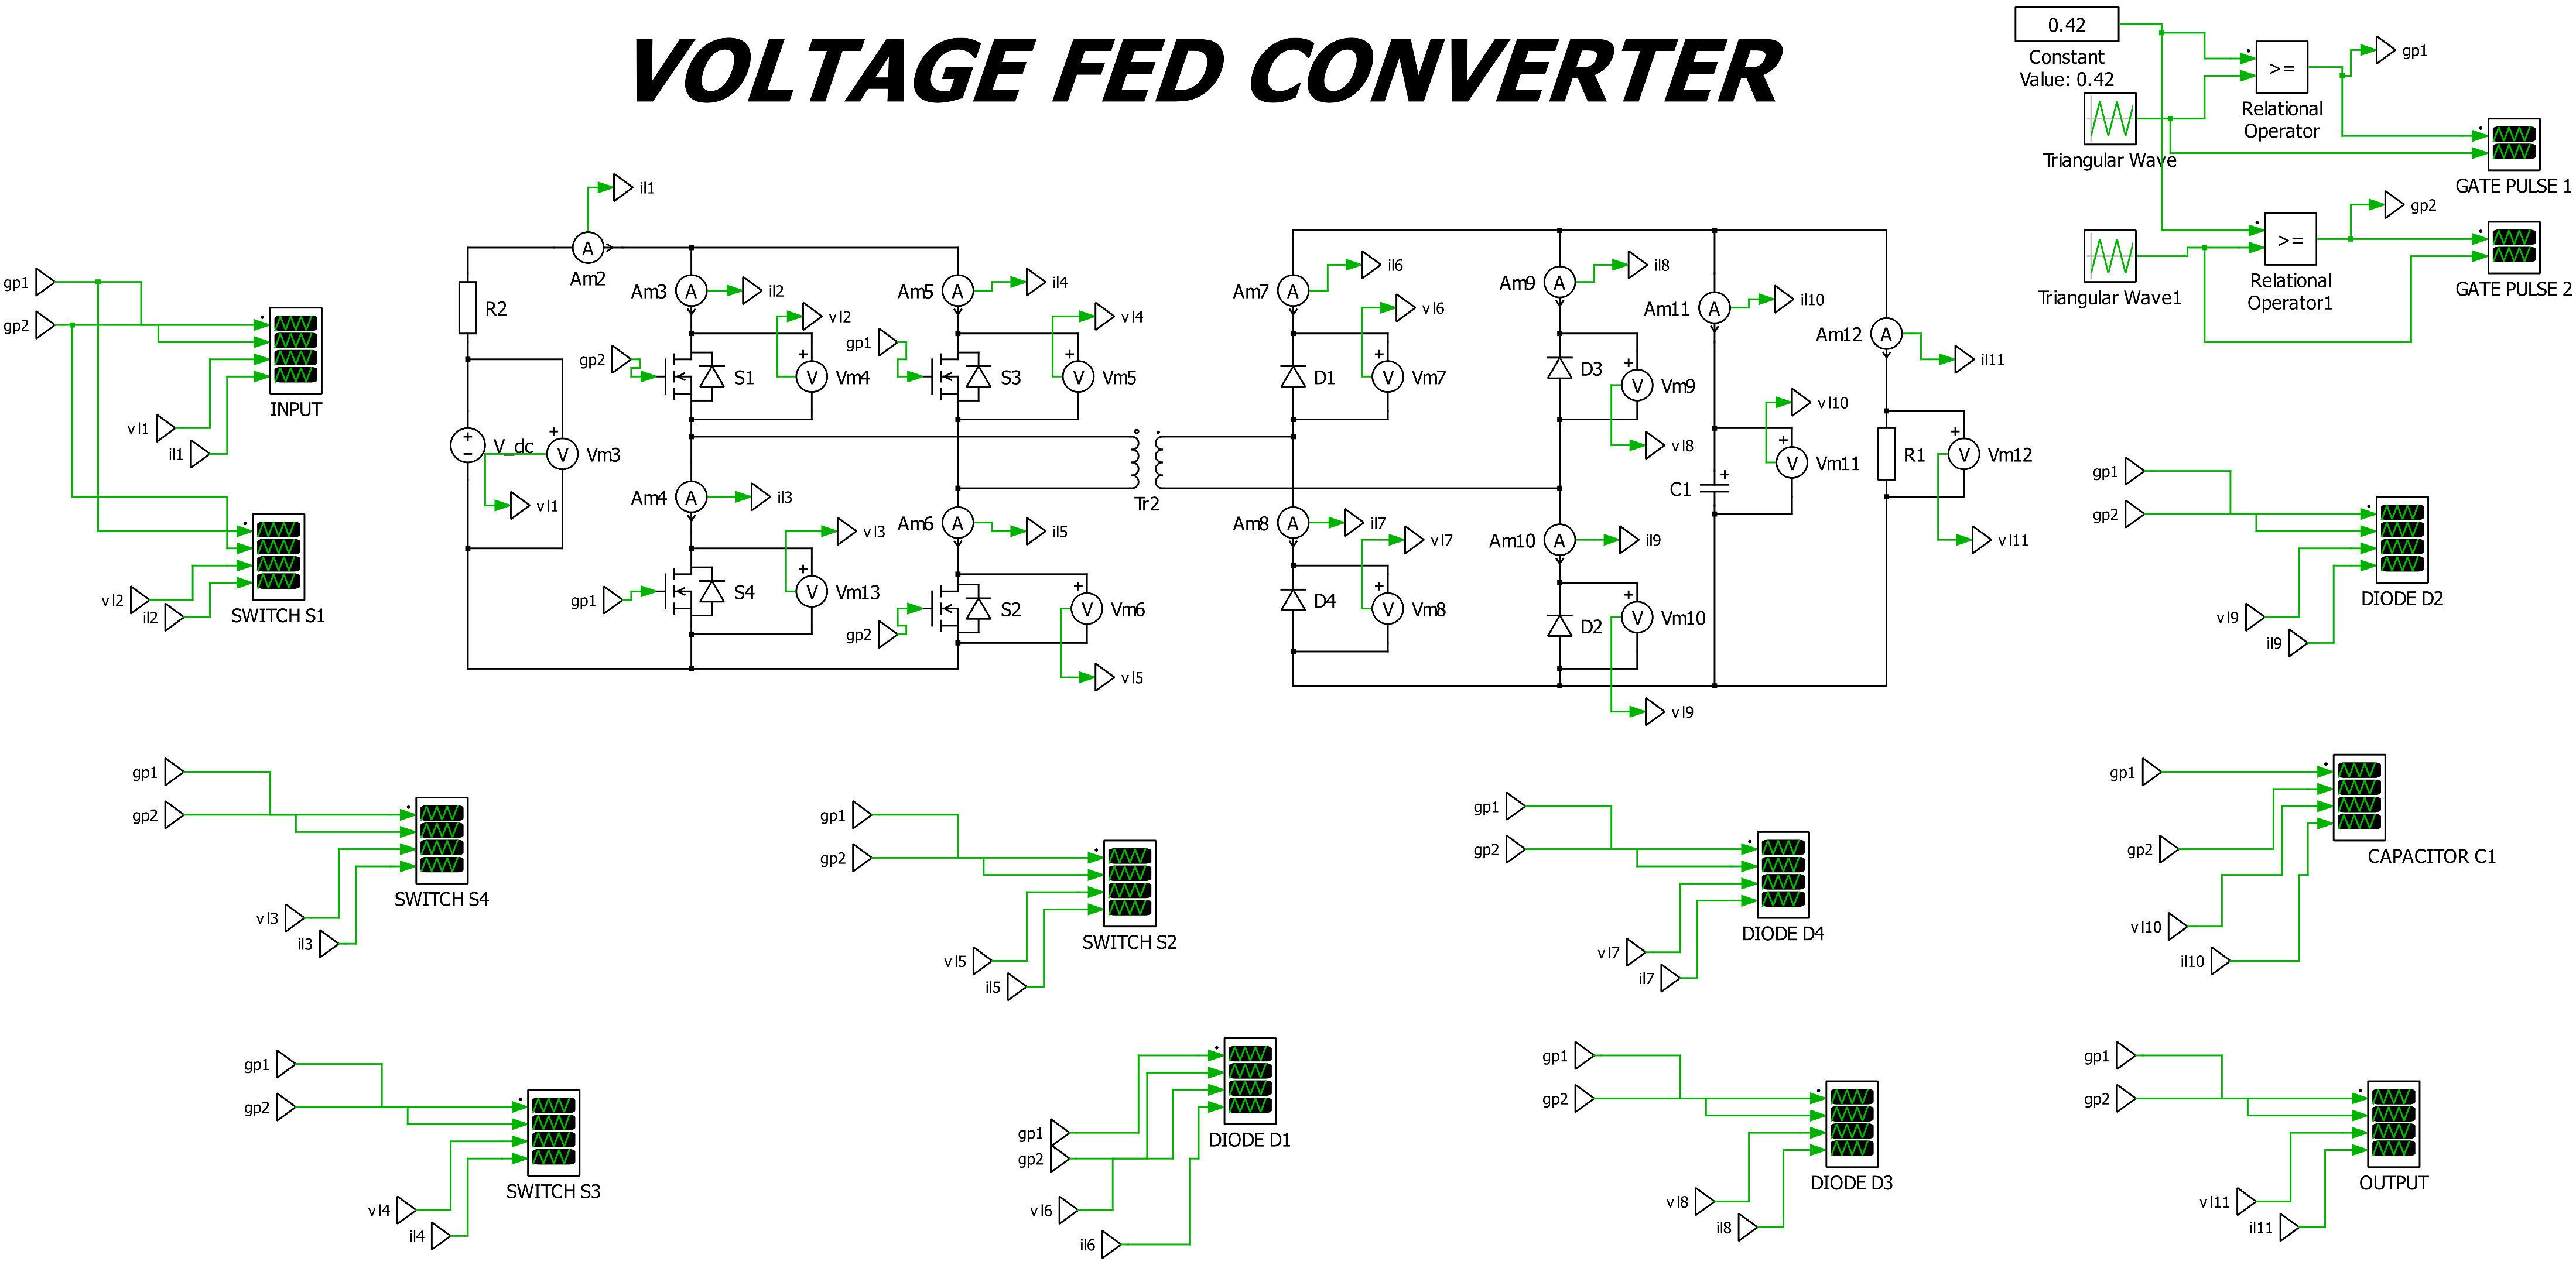 VOLTAGE FED CONVERTER
0.42
Constant
Value: 0.42
>=
gp1
Relational
Operator
Triangular Wave
GATE PULSE 1
gp2
>=
Triangular Wave1
Relational
Operator1
GATE PULSE 2
gp1
gp2
INPUT
vl1
il1
SWITCH S1
vl2
il2
il1
A
Am2
R2
V_dc
V
Vm3
vl1
Am3
A
il2
vl2
gp2
S1
V
Vm4
Am4
A
il3
vl3
gp1
S4
V
Vm13
Am5
A
il4
vl4
gp1
S3
V
Vm5
Am6
A
il5
gp2
S2
V
Vm6
vl5
Tr2
Am7
A
il6
vl6
D1
V
Vm7
Am8
A
il7
vl7
D4
V
Vm8
Am9
A
il8
D3
V
Vm9
vl8
Am10
A
il9
D2
V
Vm10
vl9
Am11
A
il10
vl10
V
Vm11
C1
Am12
A
il11
R1
V
Vm12
vl11
gp1
gp2
DIODE D2
vl9
il9
gp1
gp2
SWITCH S4
vl3
il3
gp1
gp2
SWITCH S2
vl5
il5
gp1
gp2
DIODE D4
vl7
il7
gp1
gp2
CAPACITOR C1
vl10
il10
gp1
gp2
SWITCH S3
vl4
il4
gp1
gp2
DIODE D1
vl6
il6
gp1
gp2
DIODE D3
vl8
il8
gp1
gp2
OUTPUT
vl11
il11